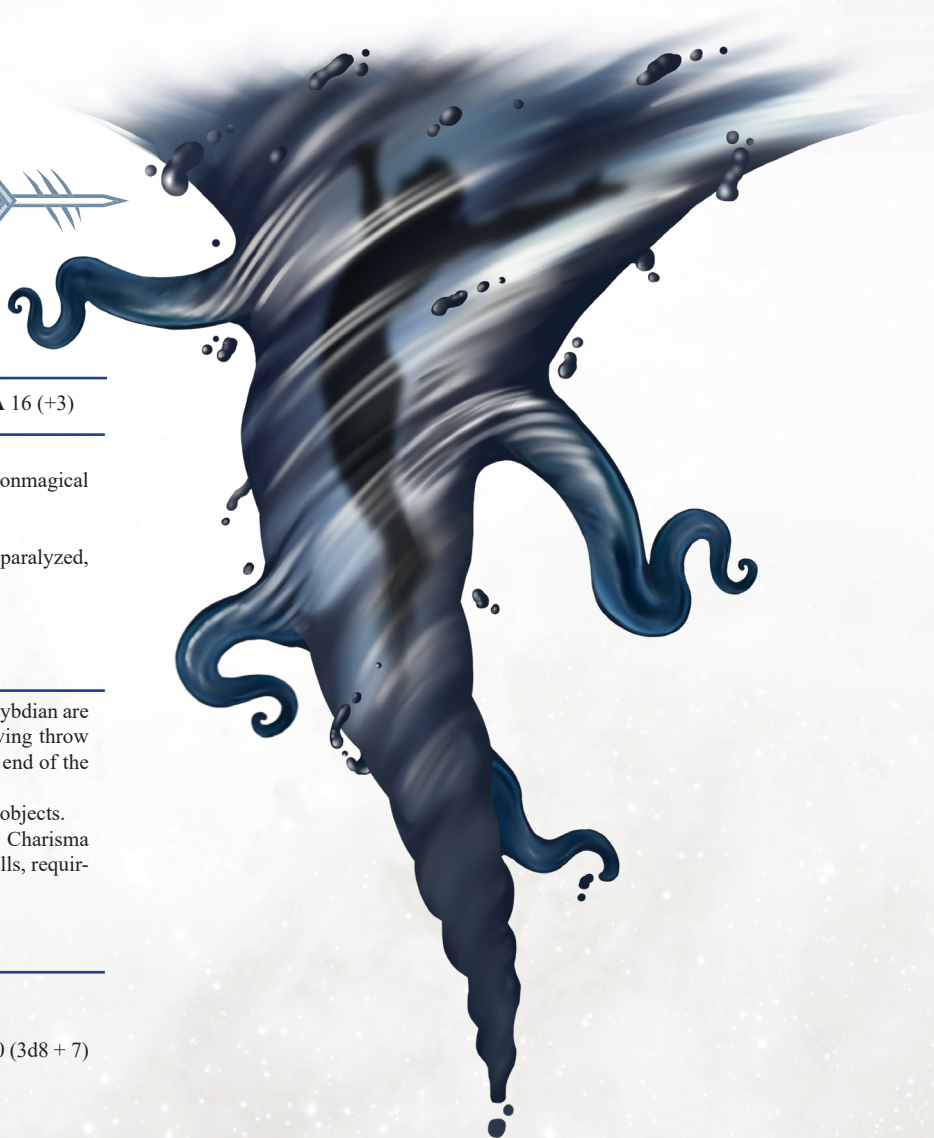 16 (+3)
onmagical
paralyzed,
ybdian are
ving throw
end of the
objects.
Charisma
lls, requir-
(3d8 + 7)